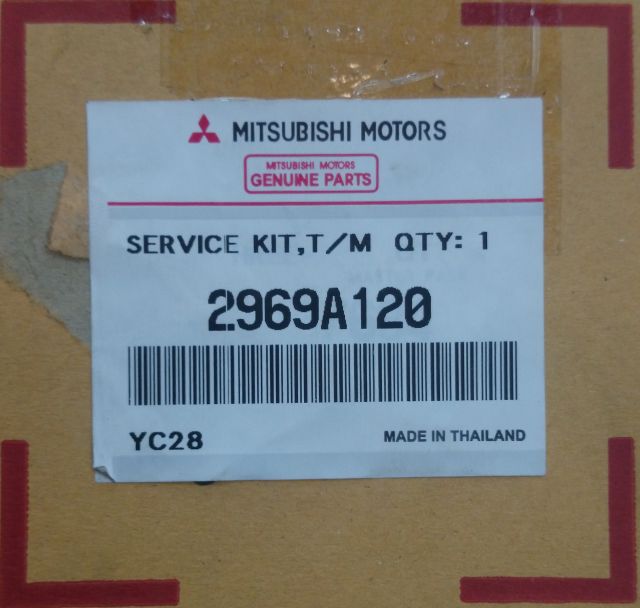 MITSUBISHI MOTORS
MITSUBISHI MOTORS
GENUINE PARTS
SERVICE KIT,T/M QTY: 1
2969A120
YC28 MADE IN THAILAND